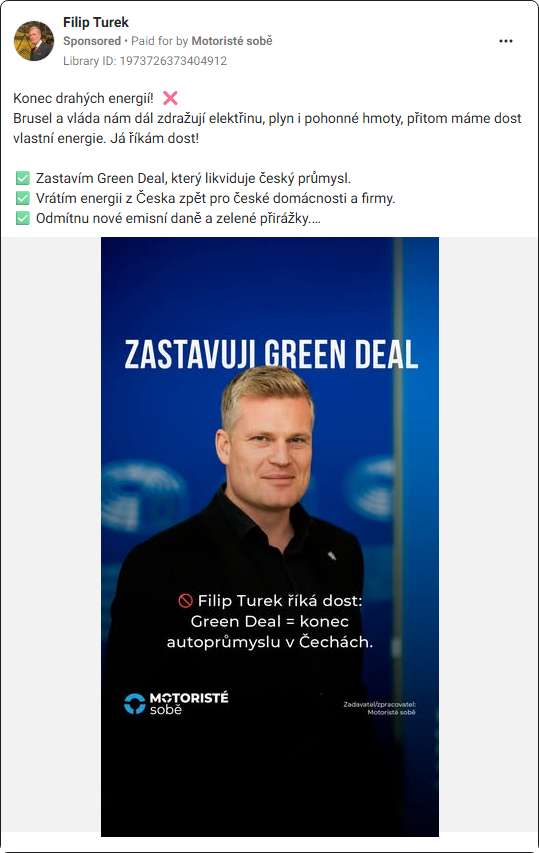 Filip Turek
Sponsored • Paid for by Motoristé sobě
Library ID: 1973726373404912
Konec drahých energií! ❌
Brusel a vláda nám dál zdražují elektřinu, plyn i pohonné hmoty, přitom máme dost
vlastní energie. Já říkám dost!
✅ Zastavím Green Deal, který likviduje český průmysl.
✅ Vrátím energii z Česka zpět pro české domácnosti a firmy.
✅ Odmítnu nové emisní daně a zelené přirážky....
ZASTAVUJI GREEN DEAL
🚫 Filip Turek říká dost:
Green Deal = konec
autoprůmyslu v Čechách.
MOTORISTÉ
sobě
Zadavatel/zpracovatel:
Motoristé sobě